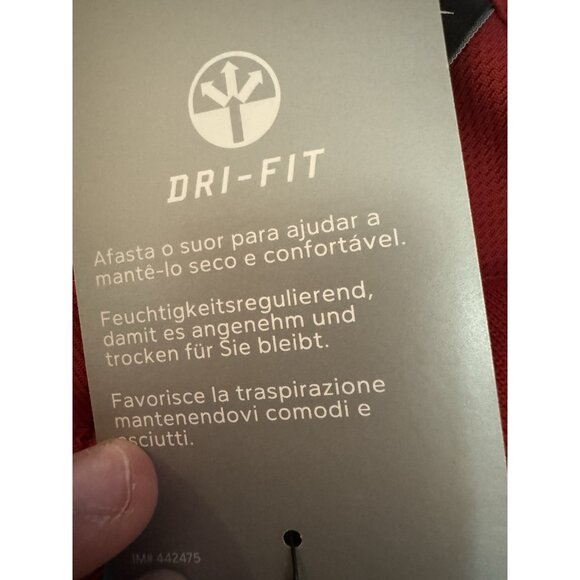 DRI-FIT
Afasta o suor para ajudar a
mantê-lo seco e confortável.
Feuchtigkeitsregulierend,
damit es angenehm und
trocken für Sie bleibt.
Favorisce la traspirazione
mantenendovi comodi e
asciutti.
IM# 442475